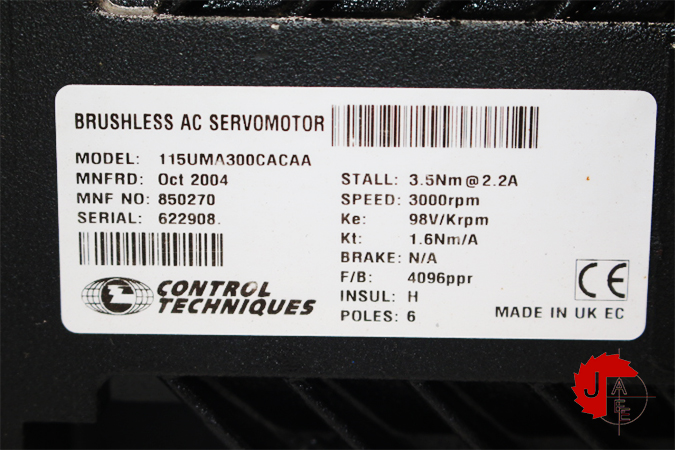 BRUSHLESS AC SERVOMOTOR
MODEL: 115UMA300CACAA
MNFRD: Oct 2004
MNF NO: 850270
SERIAL: 622908.
STALL: 3.5Nm@2.2A
SPEED: 3000rpm
Ke: 98V/Krpm
Kt: 1.6Nm/A
BRAKE: N/A
F/B: 4096ppr
INSUL: H
POLES: 6
CONTROL
TECHNIQUES
CE
MADE IN UK EC
J